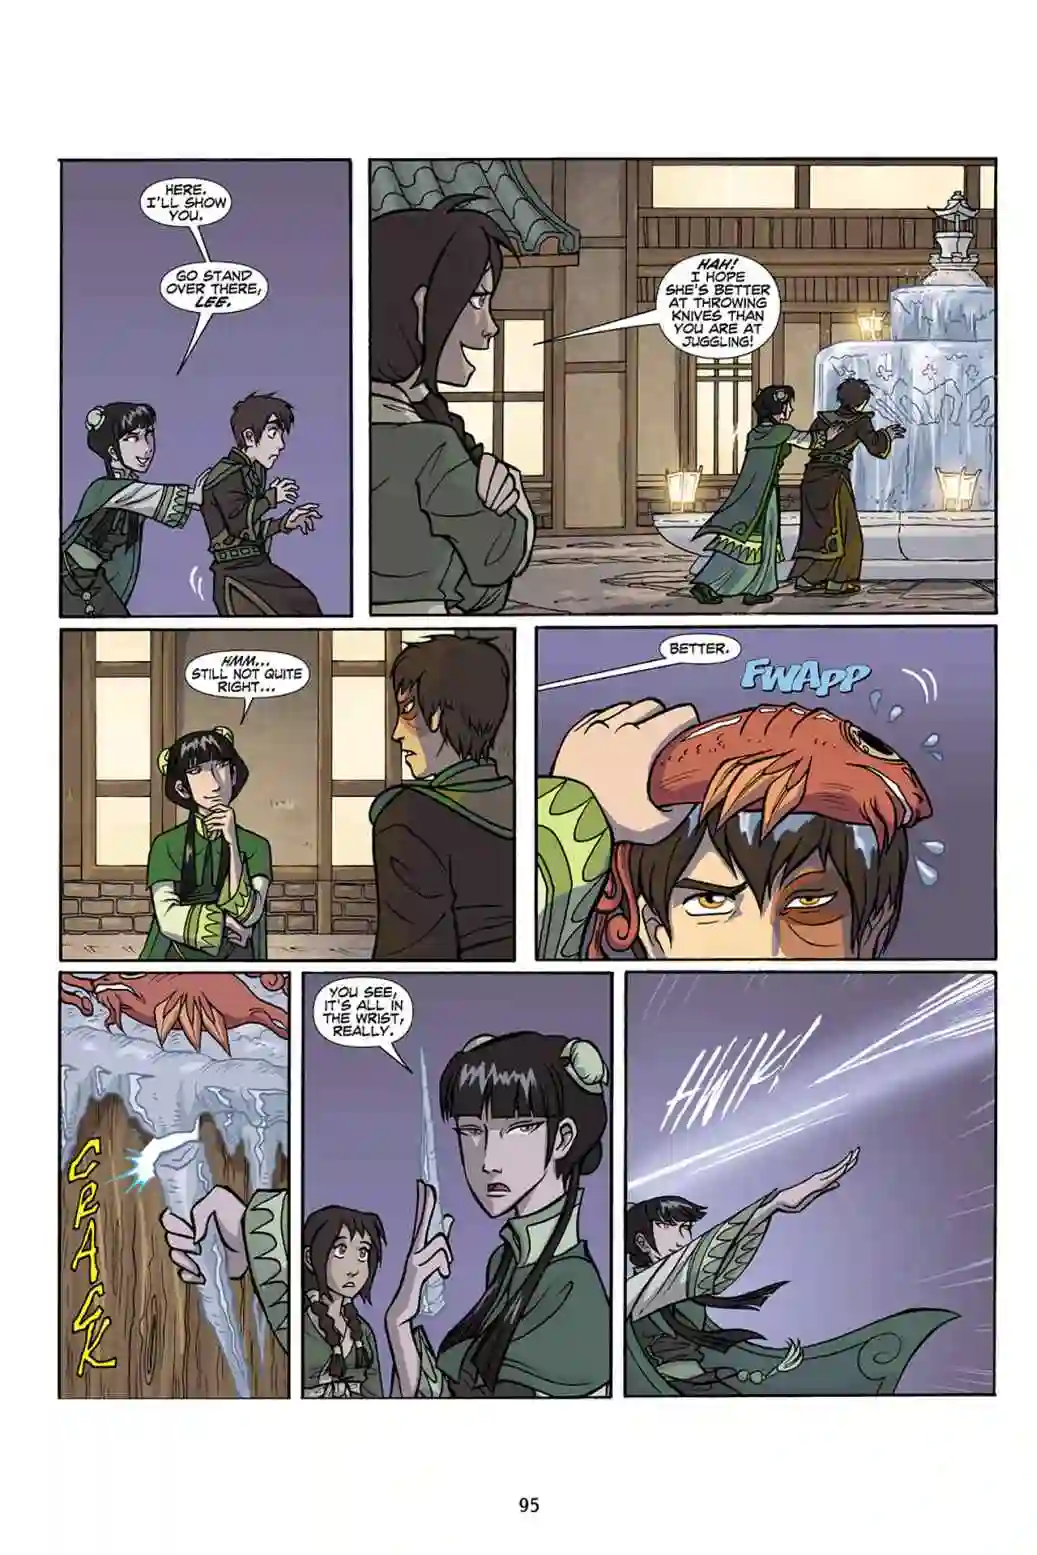 HERE.
I'LL SHOW
YOU.
GO STAND
OVER THERE,
LEE.
HAH!
I HOPE
SHE'S BETTER
AT THROWING
KNIVES THAN
YOU ARE AT
JUGGLING!
HMM...
STILL NOT QUITE
RIGHT...
BETTER.
FWAPP
CRACK
YOU SEE,
IT'S ALL IN
THE WRIST,
REALLY.
HWIK!
95